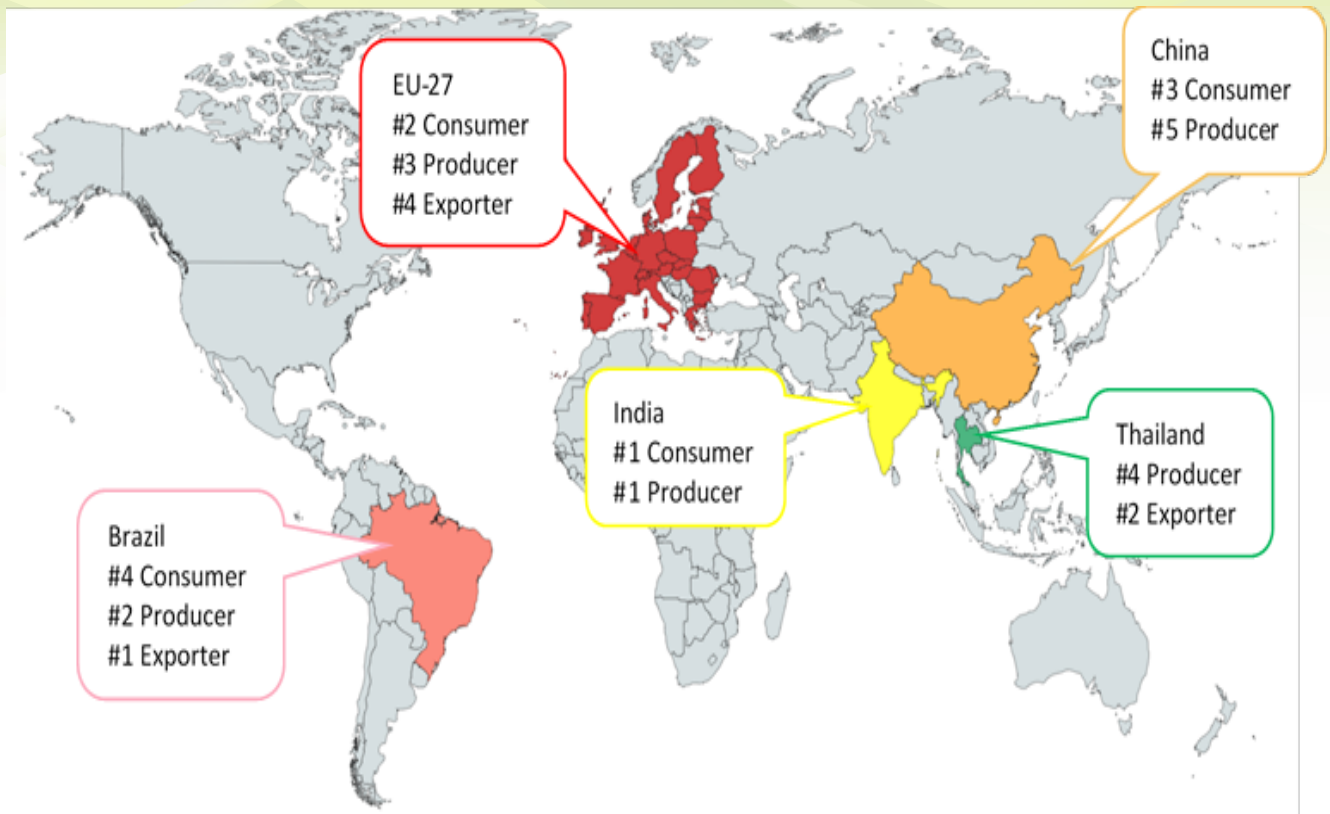 EU-27
#2 Consumer
#3 Producer
#4 Exporter
China
#3 Consumer
#5 Producer
India
#1 Consumer
#1 Producer
Thailand
#4 Producer
#2 Exporter
Brazil
#4 Consumer
#2 Producer
#1 Exporter